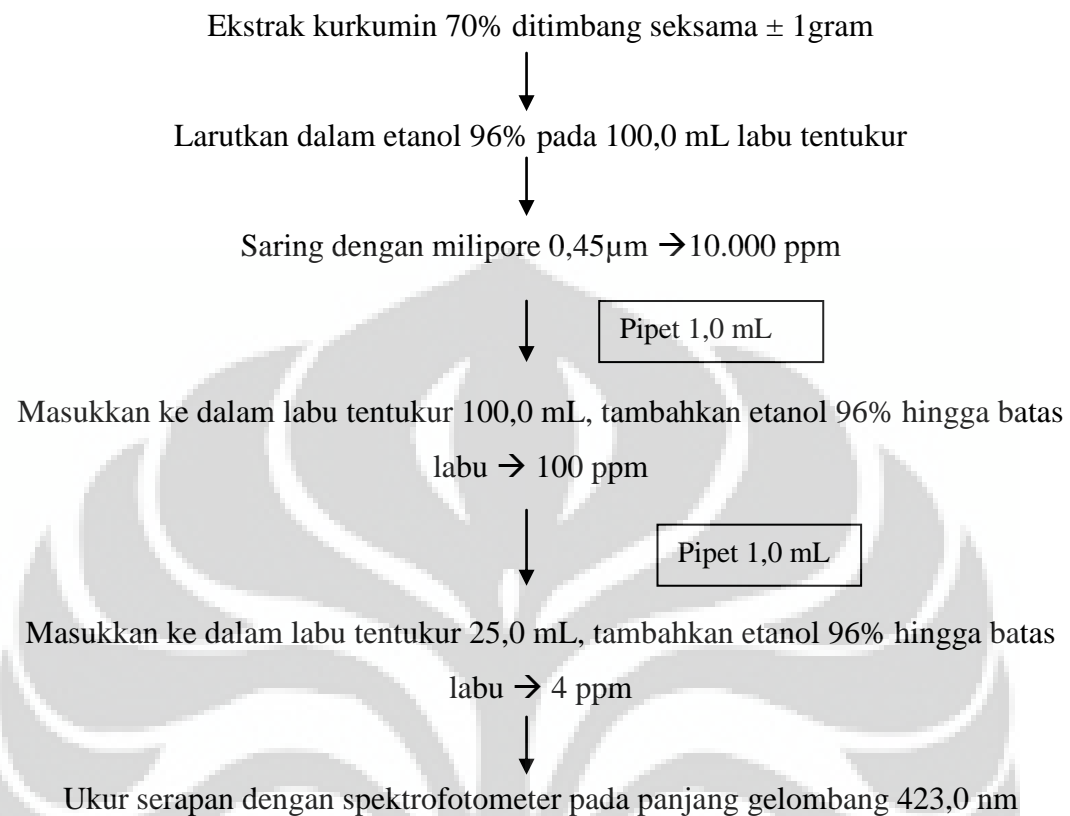 Ekstrak kurkumin 70% ditimbang seksama ± 1gram
Larutkan dalam etanol 96% pada 100,0 mL labu tentukur
Saring dengan milipore 0,45µm →10.000 ppm
Pipet 1,0 mL
Masukkan ke dalam labu tentukur 100,0 mL, tambahkan etanol 96% hingga batas
labu → 100 ppm
Pipet 1,0 mL
Masukkan ke dalam labu tentukur 25,0 mL, tambahkan etanol 96% hingga batas
labu → 4 ppm
Ukur serapan dengan spektrofotometer pada panjang gelombang 423,0 nm